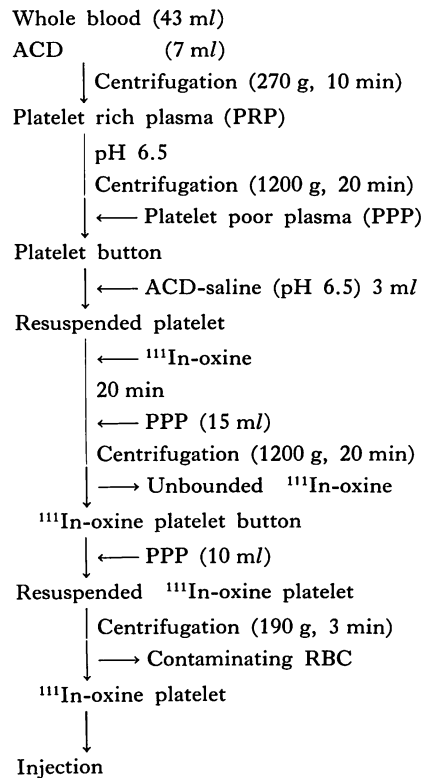 Whole blood (43 ml)
ACD (7 ml)
Centrifugation (270 g, 10 min)
Platelet rich plasma (PRP)
pH 6.5
Centrifugation (1200 g, 20 min)
Platelet poor plasma (PPP)
Platelet button
ACD-saline (pH 6.5) 3 ml
Resuspended platelet
¹¹¹In-oxine
20 min
PPP (15 ml)
Centrifugation (1200 g, 20 min)
Unbounded ¹¹¹In-oxine
¹¹¹In-oxine platelet button
PPP (10 ml)
Resuspended ¹¹¹In-oxine platelet
Centrifugation (190 g, 3 min)
Contaminating RBC
¹¹¹In-oxine platelet
Injection